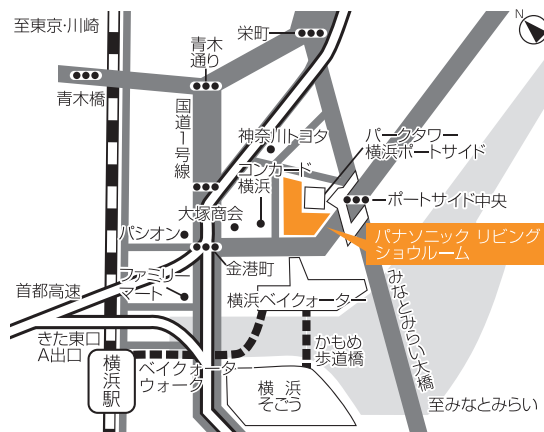 至東京・川崎
栄町
N
青木
通り
青木橋
国道1号線
神奈川トヨタ
パークタワー
横浜ポートサイド
コンカード
横浜
大塚商会
ポートサイド中央
パシオン
パナソニック リビング
ショウルーム
金港町
ファミリー
マート
首都高速
横浜ベイクォーター
みなとみらい大橋
きた東口
A出口
ベイクォーター
ウォーク
かもめ
歩道橋
横浜駅
横浜
そごう
至みなとみらい